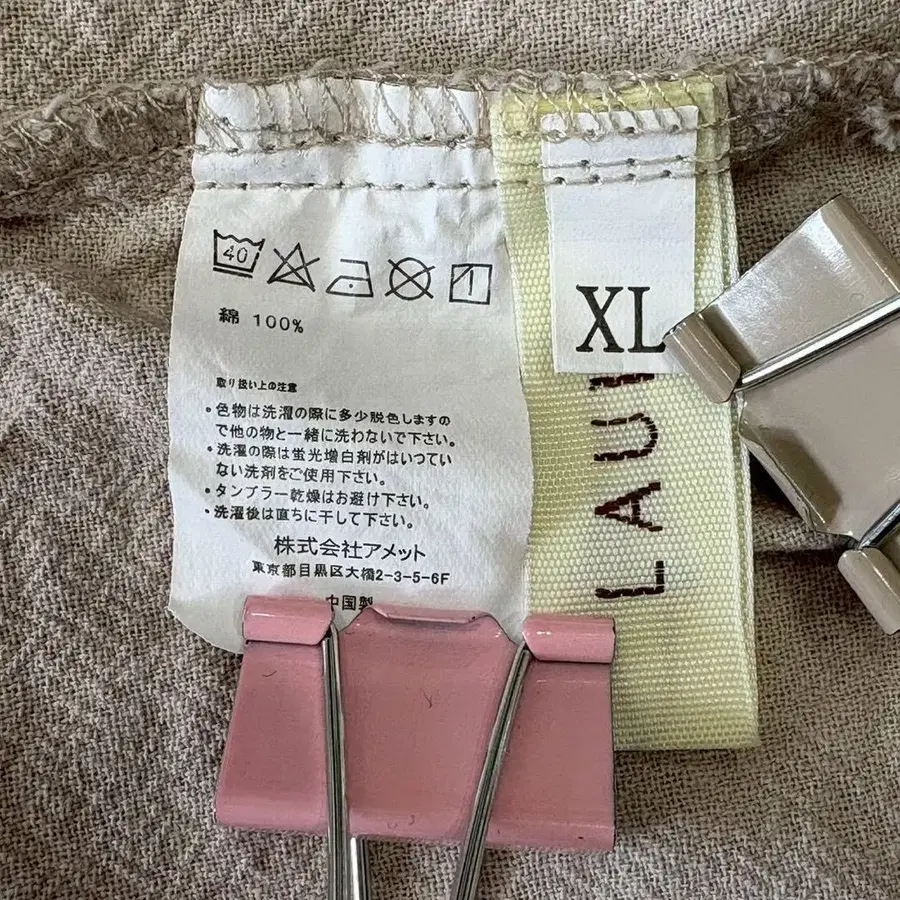 40
綿 100%
取り扱い上の注意
・色物は洗濯の際に多少脱色しますの
で他の物と一緒に洗わないで下さい。
・洗濯の際は蛍光増白剤がはいってい
ない洗剤をご使用下さい。
・タンブラー乾燥はお避け下さい。
・洗濯後は直ちに干して下さい。
株式会社アメット
東京都目黒区大橋2-3-5-6F
中国製
XL
LAU